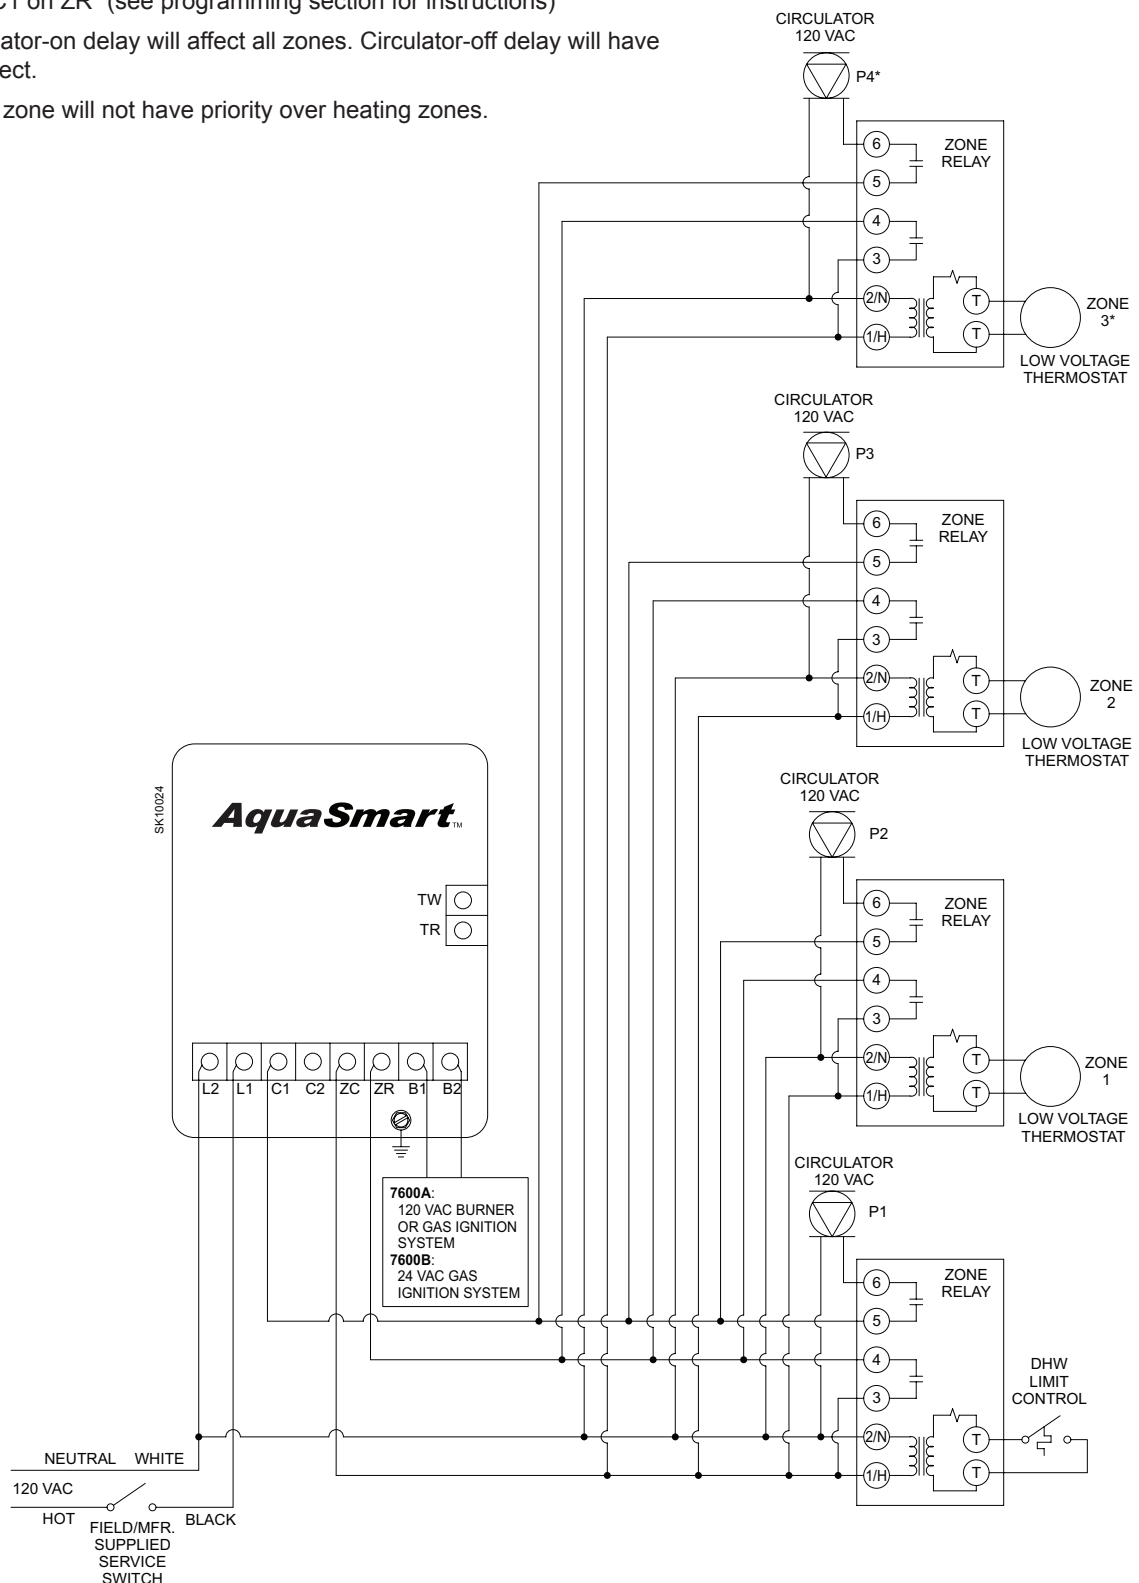 C1 on ZR" (see programming section for instructions)
ator-on delay will affect all zones. Circulator-off delay will have
ect.
zone will not have priority over heating zones.
CIRCULATOR
120 VAC
P4*
6
ZONE
RELAY
5
4
3
2/N
T
1/H
T
ZONE
3*
LOW VOLTAGE
THERMOSTAT
CIRCULATOR
120 VAC
P3
6
ZONE
RELAY
5
4
3
2/N
T
1/H
T
ZONE
2
LOW VOLTAGE
THERMOSTAT
CIRCULATOR
120 VAC
P2
6
ZONE
RELAY
5
4
3
2/N
T
1/H
T
ZONE
1
LOW VOLTAGE
THERMOSTAT
SK10024
AquaSmart™
TW
TR
L2 L1 C1 C2 ZC ZR B1 B2
7600A:
120 VAC BURNER
OR GAS IGNITION
SYSTEM
7600B:
24 VAC GAS
IGNITION SYSTEM
CIRCULATOR
120 VAC
P1
6
ZONE
RELAY
5
4
3
2/N
T
1/H
T
DHW
LIMIT
CONTROL
NEUTRAL WHITE
120 VAC
HOT
BLACK
FIELD/MFR.
SUPPLIED
SERVICE
SWITCH